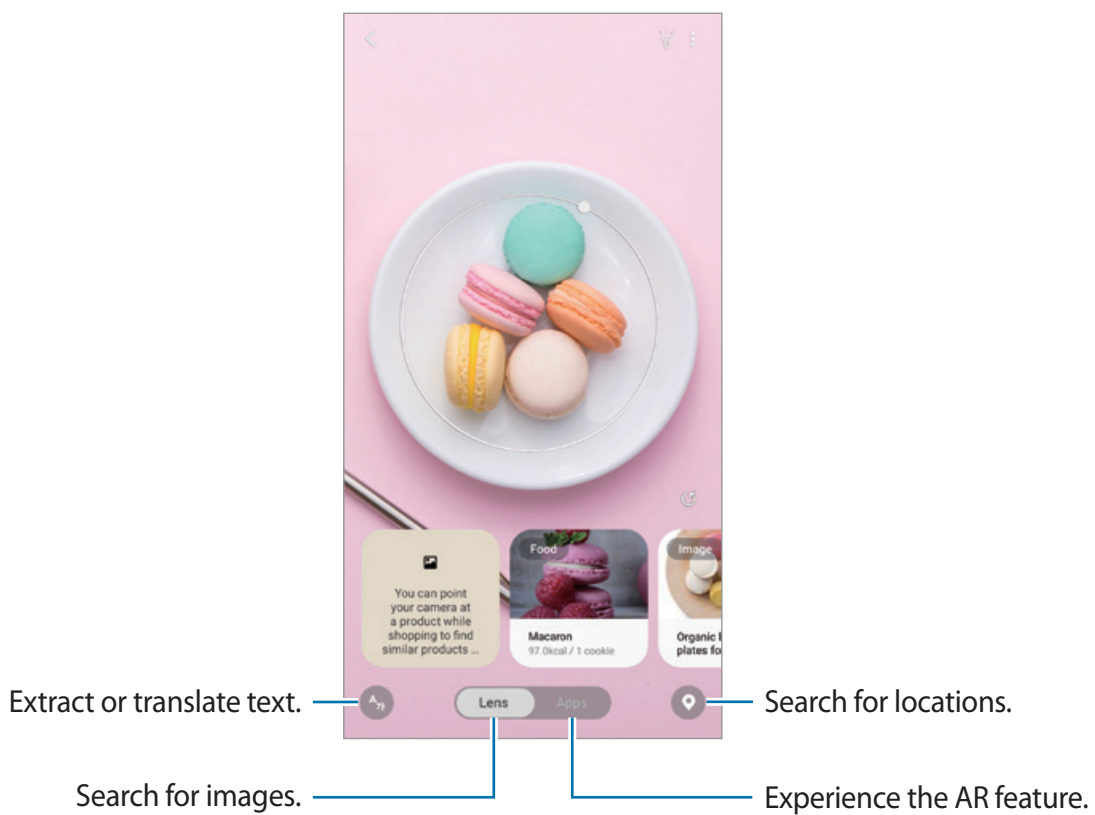 You can point
your camera at
a product while
shopping to find
similar products ...
Food
Macaron
97.0kcal / 1 cookie
Image
Organic
plates fo
Extract or translate text.
A가
Lens
Apps
Search for locations.
Search for images.
Experience the AR feature.